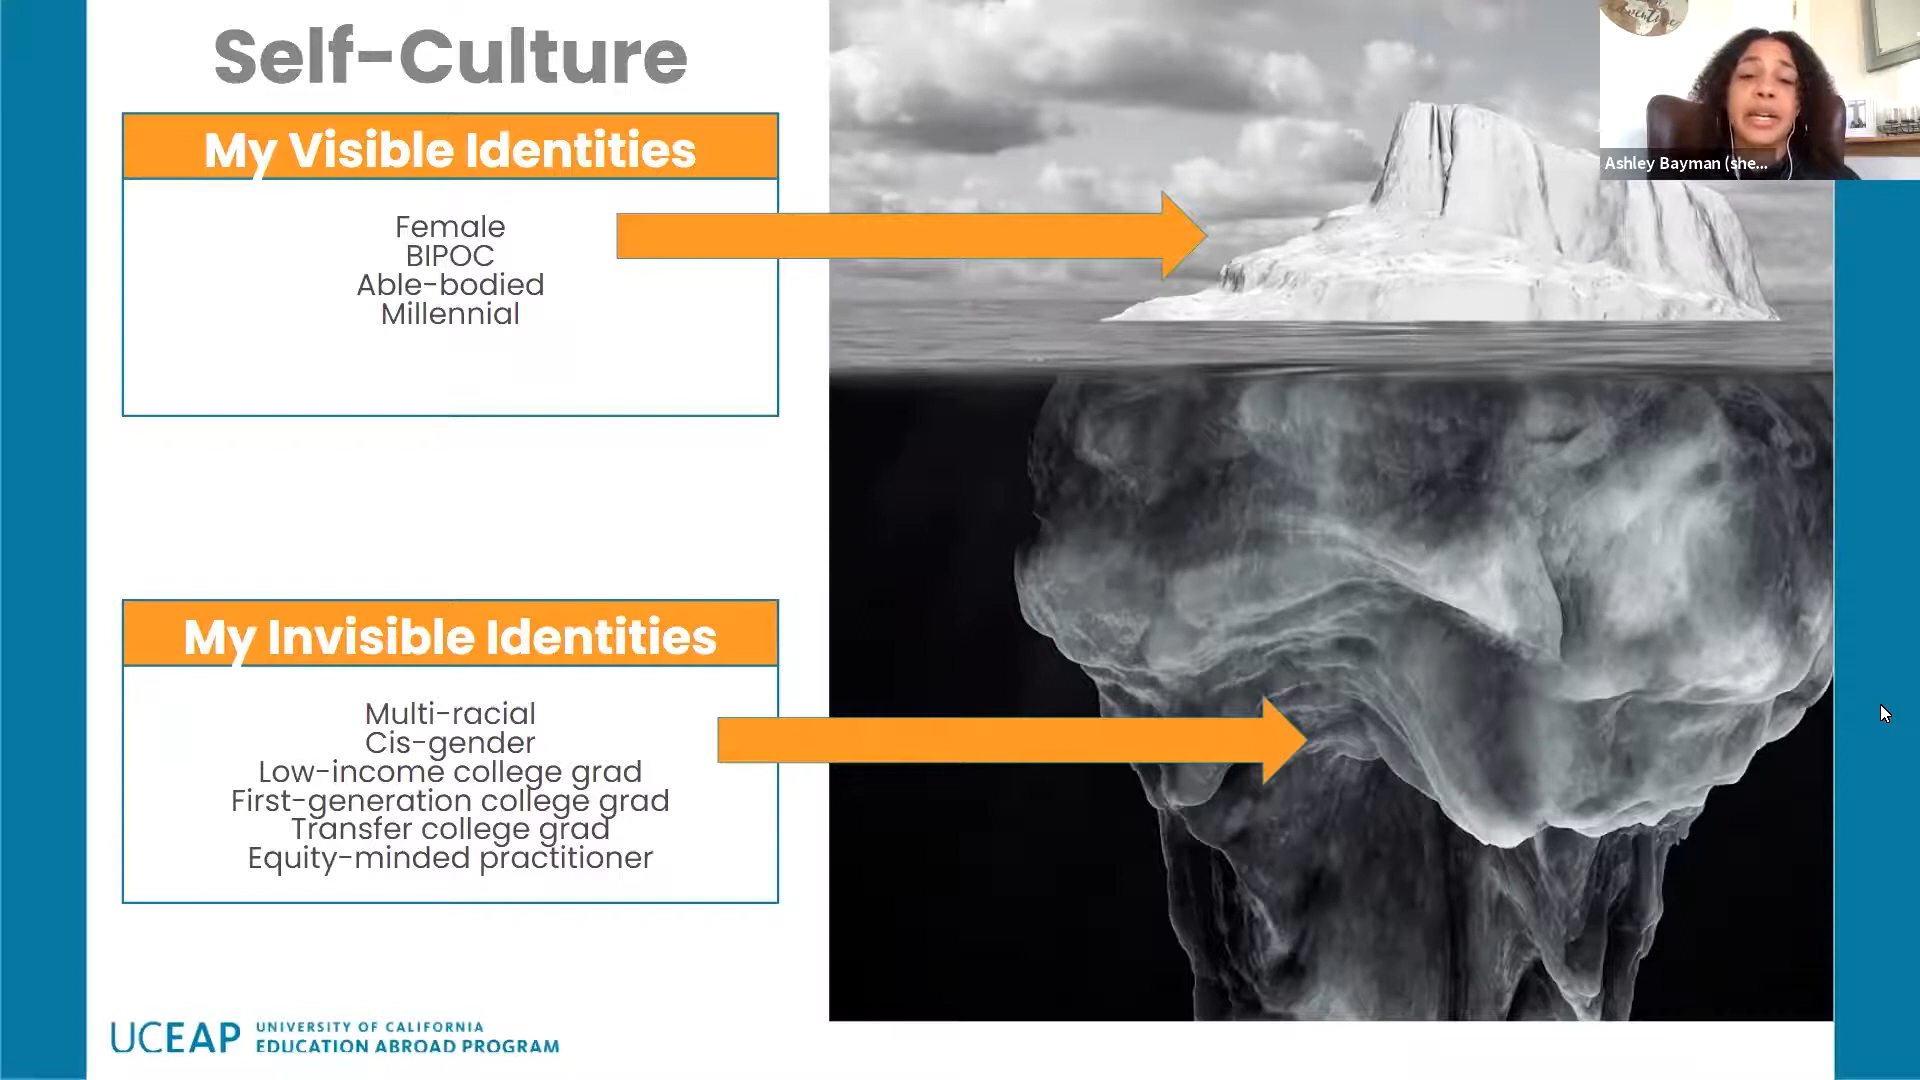 Self-Culture
My Visible Identities
Female
BIPOC
Able-bodied
Millennial
My Invisible Identities
Multi-racial
Cis-gender
Low-income college grad
First-generation college grad
Transfer college grad
Equity-minded practitioner
UCEAP
UNIVERSITY OF CALIFORNIA
EDUCATION ABROAD PROGRAM
Ashley Bayman (she...